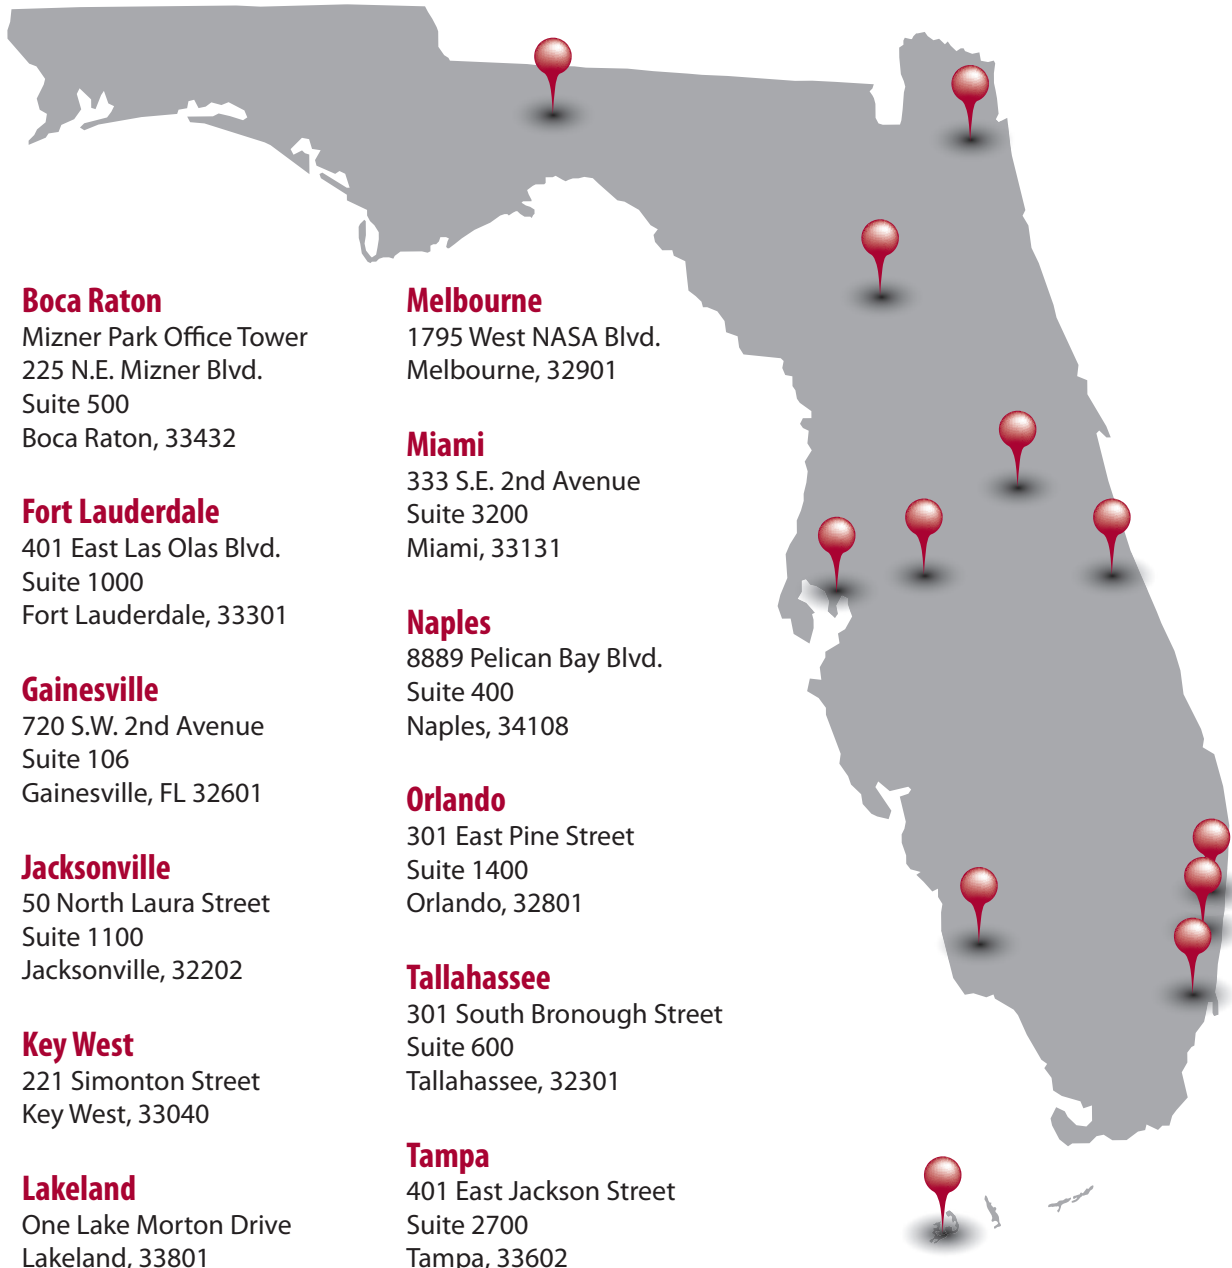 Boca Raton
Mizner Park Office Tower
225 N.E. Mizner Blvd.
Suite 500
Boca Raton, 33432
Fort Lauderdale
401 East Las Olas Blvd.
Suite 1000
Fort Lauderdale, 33301
Gainesville
720 S.W. 2nd Avenue
Suite 106
Gainesville, FL 32601
Jacksonville
50 North Laura Street
Suite 1100
Jacksonville, 32202
Key West
221 Simonton Street
Key West, 33040
Lakeland
One Lake Morton Drive
Lakeland, 33801
Melbourne
1795 West NASA Blvd.
Melbourne, 32901
Miami
333 S.E. 2nd Avenue
Suite 3200
Miami, 33131
Naples
8889 Pelican Bay Blvd.
Suite 400
Naples, 34108
Orlando
301 East Pine Street
Suite 1400
Orlando, 32801
Tallahassee
301 South Bronough Street
Suite 600
Tallahassee, 32301
Tampa
401 East Jackson Street
Suite 2700
Tampa, 33602